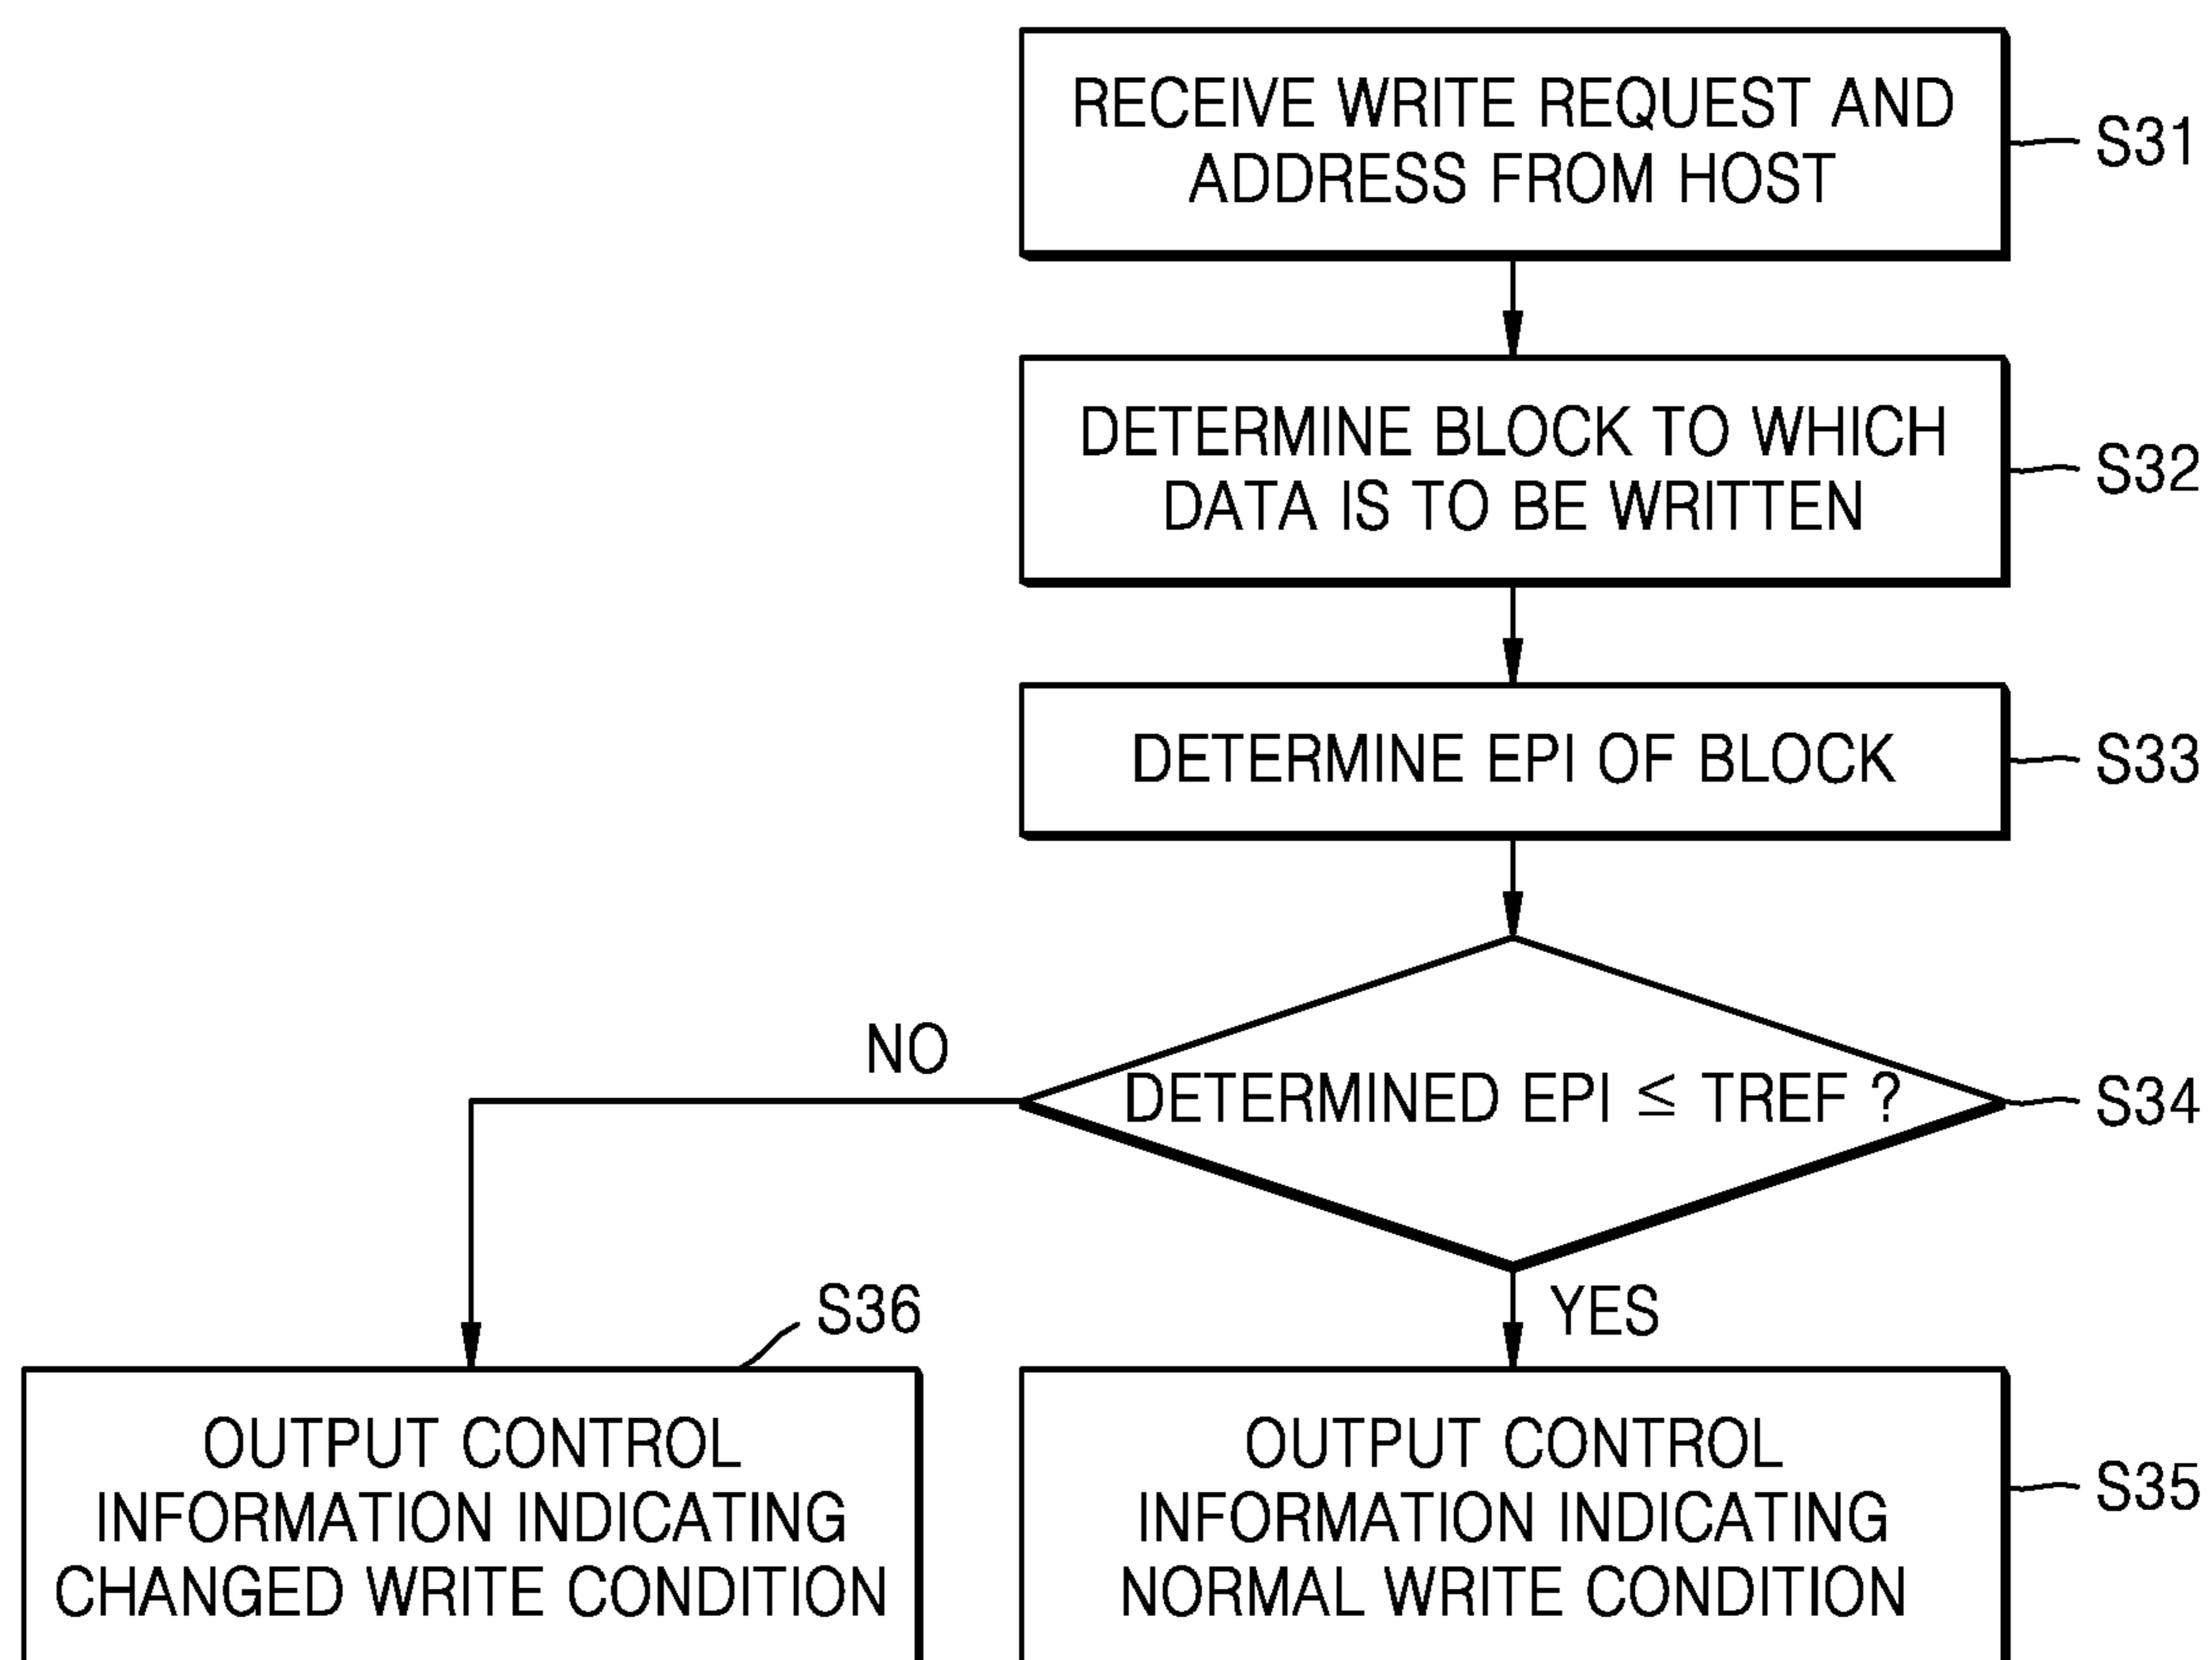 RECEIVE WRITE REQUEST AND
ADDRESS FROM HOST
S31
DETERMINE BLOCK TO WHICH
DATA IS TO BE WRITTEN
S32
DETERMINE EPI OF BLOCK
S33
NO
DETERMINED EPI ≤ TREF ?
S34
YES
S36
OUTPUT CONTROL
INFORMATION INDICATING
CHANGED WRITE CONDITION
OUTPUT CONTROL
INFORMATION INDICATING
NORMAL WRITE CONDITION
S35